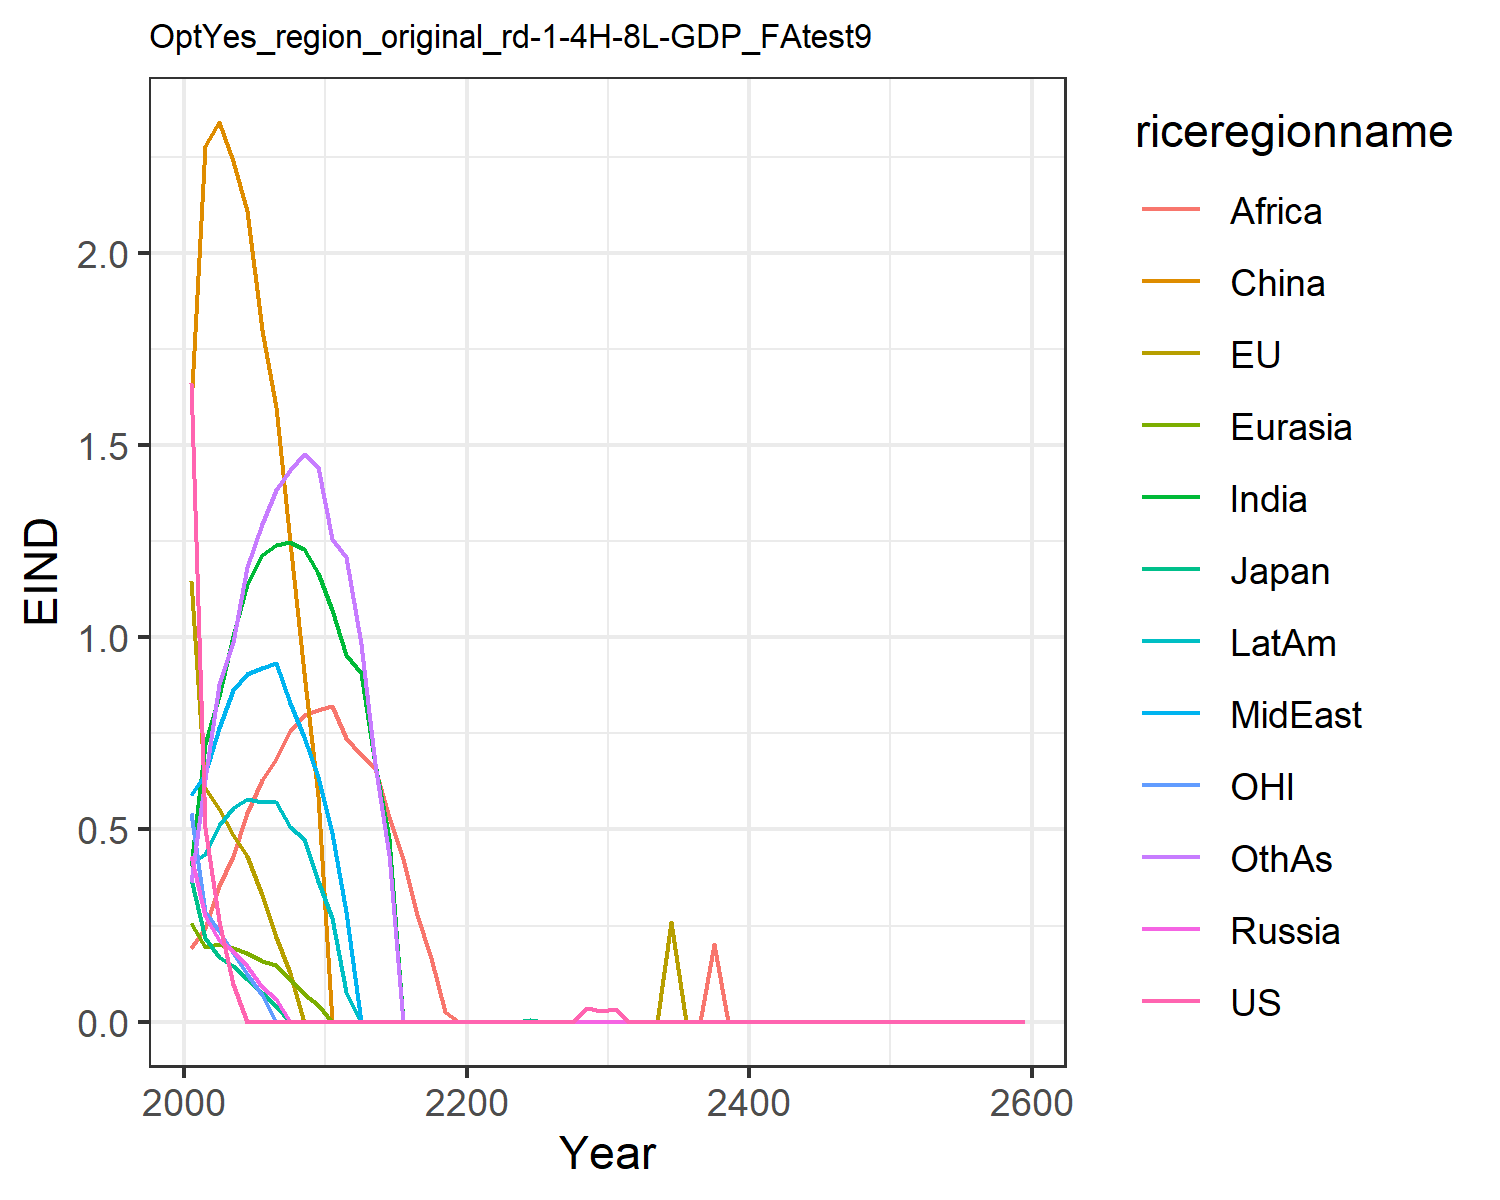 OptYes_region_original_rd-1-4H-8L-GDP_FAtest9
EIND
2.0
1.5
1.0
0.5
0.0
2000
2200
2400
2600
Year
riceregionname
Africa
China
EU
Eurasia
India
Japan
LatAm
MidEast
OHI
OthAs
Russia
US